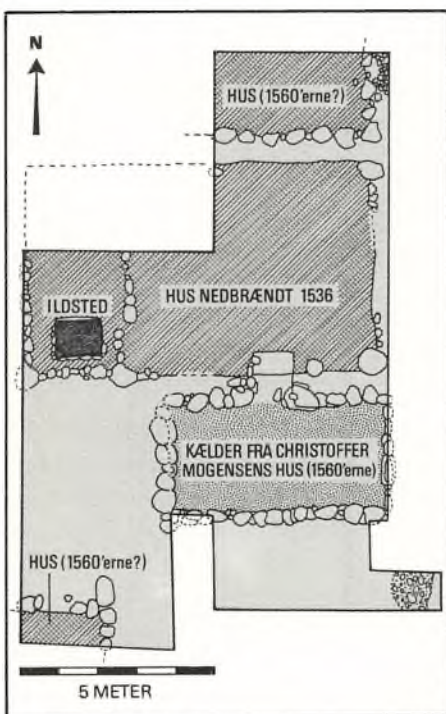 N
HUS (1560'erne?)
HUS NEDBRÆNDT 1536
ILDSTED
KÆLDER FRA CHRISTOFFER
MOGENSENS HUS (1560'erne)
HUS (1560'erne?)
5 METER